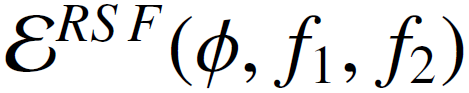 ℰ^{RSF}(ϕ, f₁, f₂)